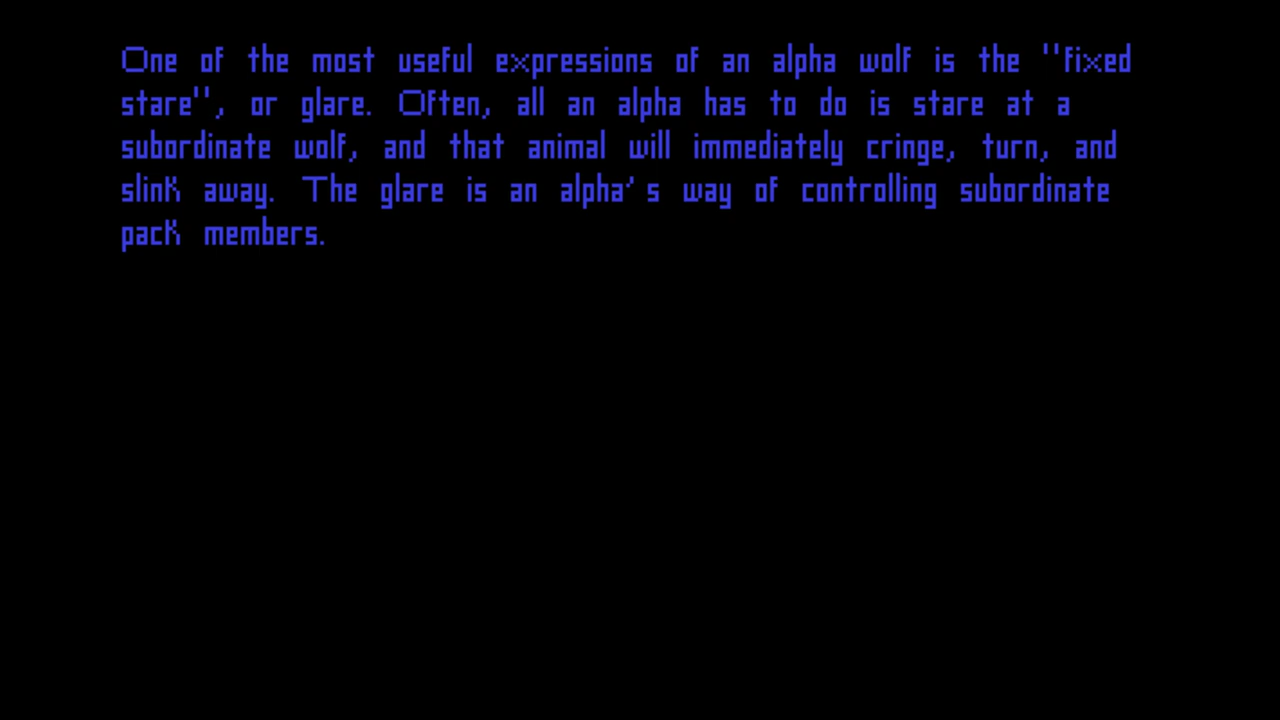 One of the most useful expressions of an alpha wolf is the "fixed
stare", or glare. Often, all an alpha has to do is stare at a
subordinate wolf, and that animal will immediately cringe, turn, and
slink away. The glare is an alpha's way of controlling subordinate
pack members.